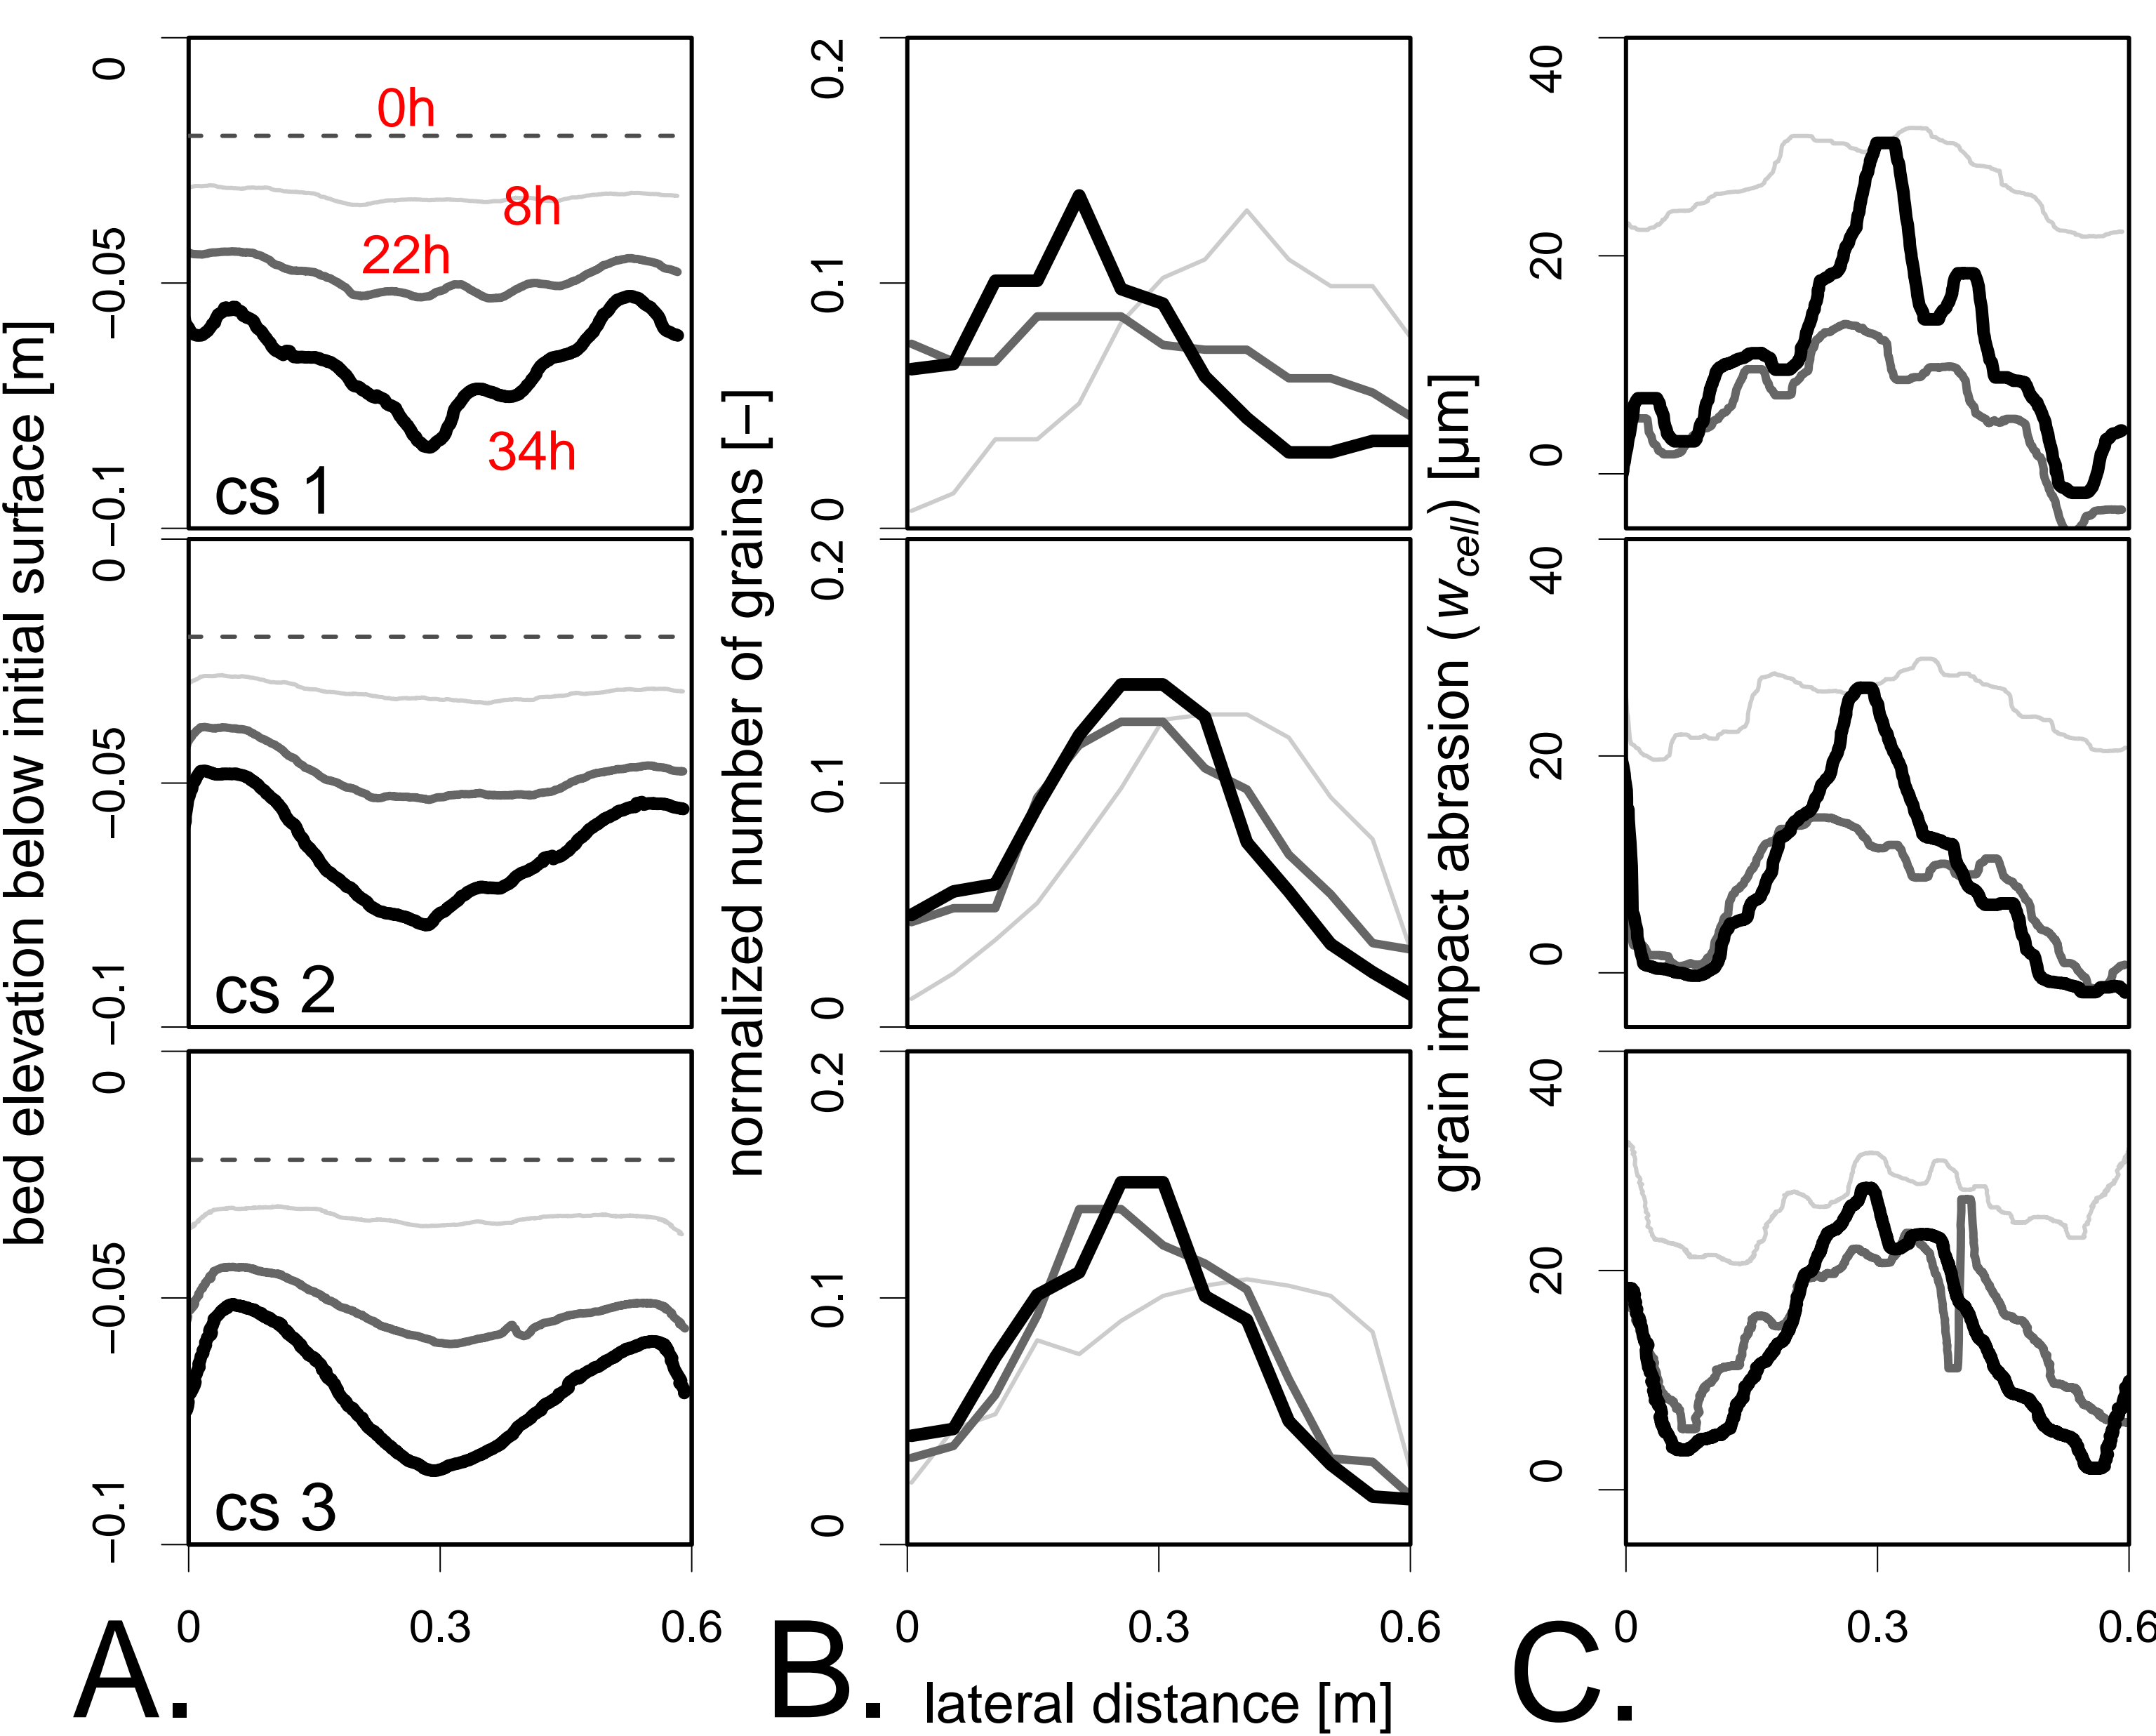 bed elevation below initial surface [m]
0
−0.05
−0.1
0h
8h
22h
34h
cs 1
0
−0.05
−0.1
cs 2
0
−0.05
−0.1
cs 3
0
0.3
0.6
A.
normalized number of grains [−]
0.2
0.1
0
0.2
0.1
0
0.2
0.1
0
0
0.3
0.6
B.
lateral distance [m]
grain impact abrasion (wcell) [µm]
40
20
0
40
20
0
40
20
0
0
0.3
0.6
C.